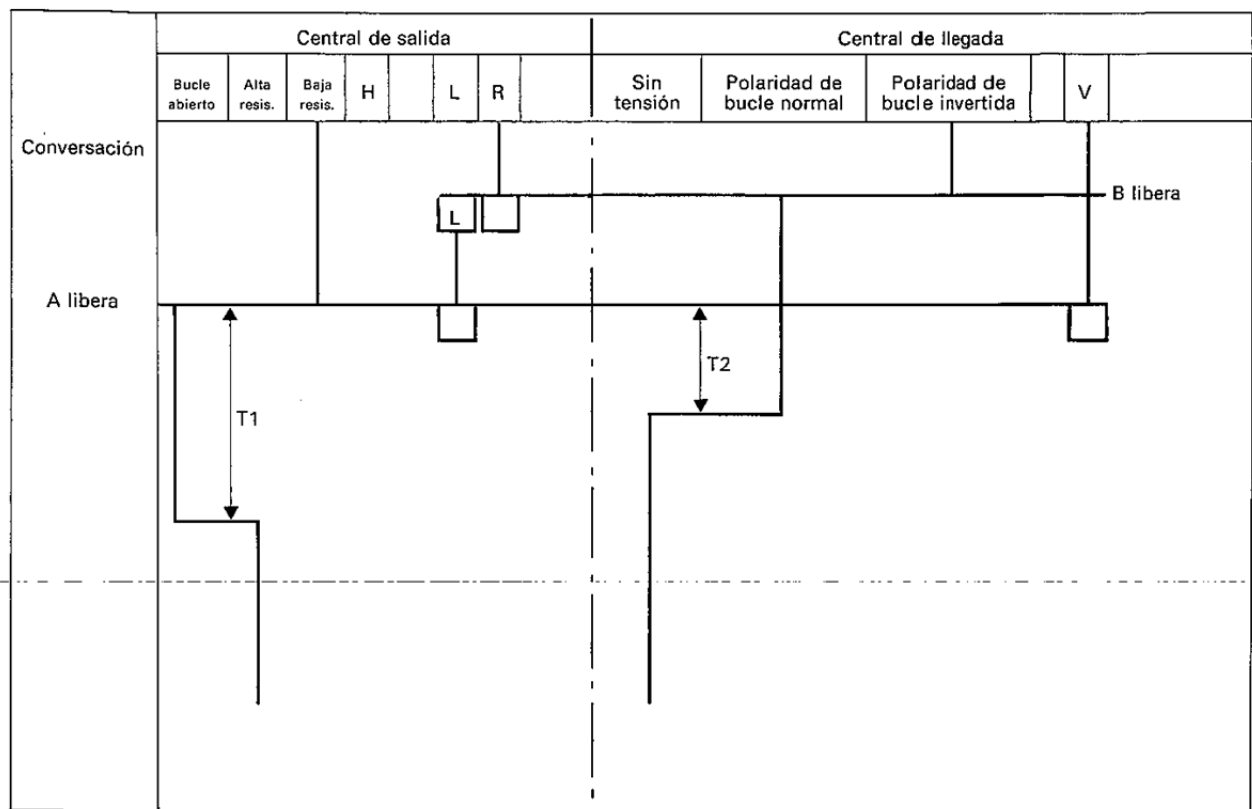 Central de salida
Central de llegada
Bucle
abierto
Alta
resis.
Baja
resis.
H
L
R
Sin
tensión
Polaridad de
bucle normal
Polaridad de
bucle invertida
V
Conversación
B libera
L
A libera
T2
T1